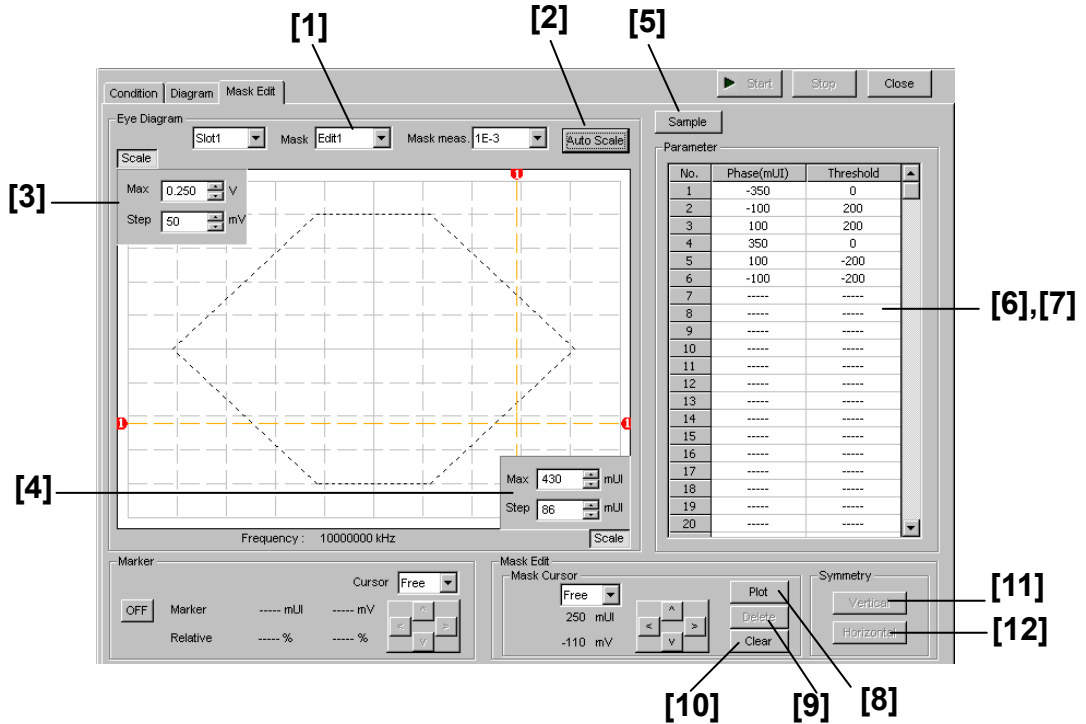 [1]
[2]
[5]
Start Stop Close
Condition Diagram Mask Edit
Sample
Eye Diagram
Slot1 Mask Edit1 Mask meas. 1E-3 Auto Scale
Scale
Parameter
[3]
Max 0.250 V
Step 50 mV
1
No. Phase(mUI) Threshold
1 -350 0
2 -100 200
3 100 200
4 350 0
5 100 -200
6 -100 -200
7 ----- -----
8 ----- -----
9 ----- -----
10 ----- -----
11 ----- -----
12 ----- -----
13 ----- -----
14 ----- -----
15 ----- -----
16 ----- -----
17 ----- -----
18 ----- -----
19 ----- -----
20 ----- -----
[6],[7]
1 1
[4]
Max 430 mUI
Step 86 mUI
Frequency : 10000000 kHz
Scale
Marker
Cursor Free
OFF Marker ----- mUI ----- mV
Relative ----- % ----- %
< ^ > v
Mask Edit
Mask Cursor
Free
250 mUI
-110 mV
< ^ > v
Plot
Delete
Clear
Symmetry
Vertical
Horizontal
[11]
[12]
[10]
[9]
[8]